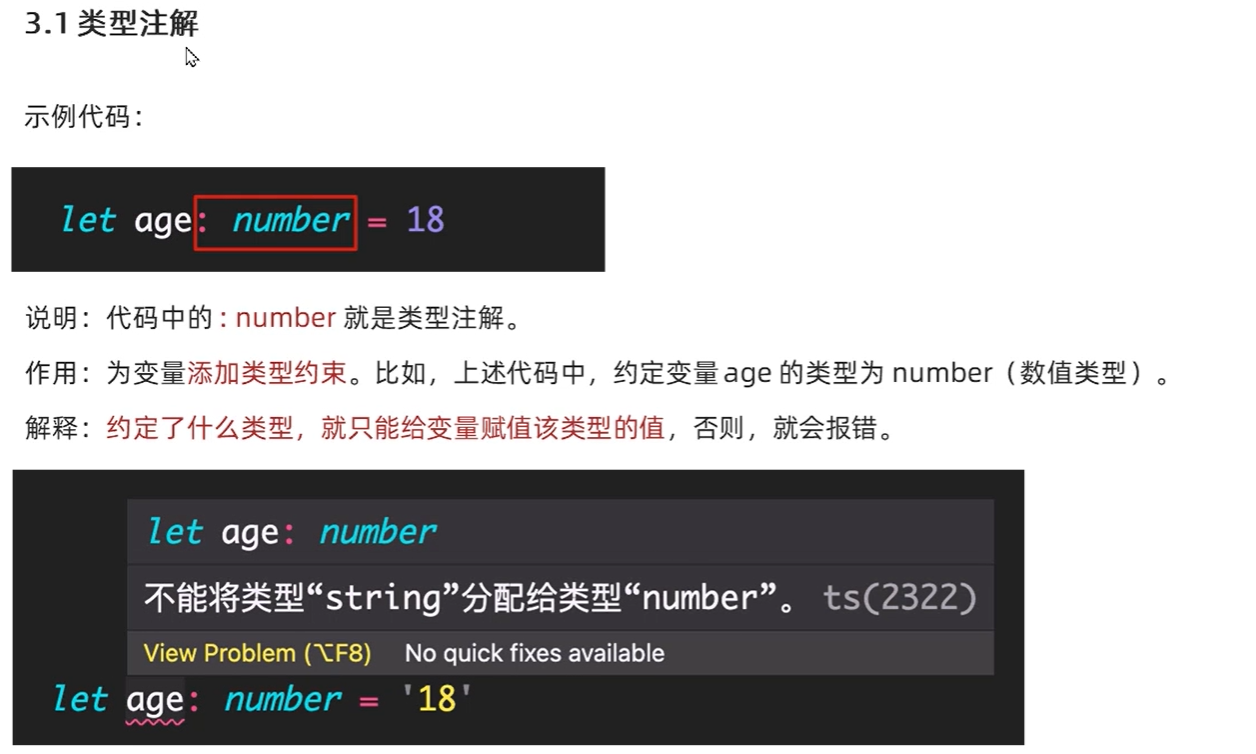 3.1 类型注解
示例代码：
let age: number = 18
说明：代码中的 : number 就是类型注解。
作用：为变量添加类型约束。比如，上述代码中，约定变量 age 的类型为 number（数值类型）。
解释：约定了什么类型，就只能给变量赋值该类型的值，否则，就会报错。
let age: number
不能将类型“string”分配给类型“number”。 ts(2322)
View Problem (⌥F8) No quick fixes available
let age: number = '18'